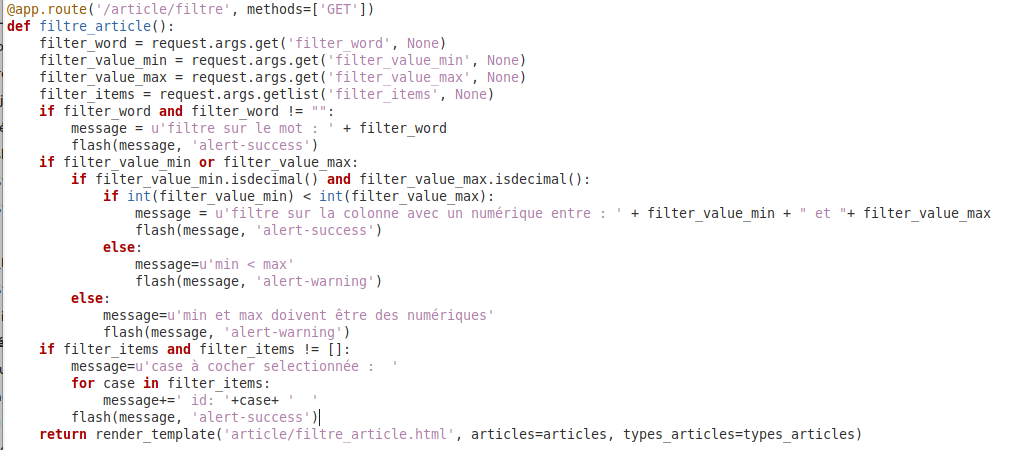 @app.route('/article/filtre', methods=['GET'])
def filtre_article():
    filter_word = request.args.get('filter_word', None)
    filter_value_min = request.args.get('filter_value_min', None)
    filter_value_max = request.args.get('filter_value_max', None)
    filter_items = request.args.getlist('filter_items', None)
    if filter_word and filter_word != "":
        message = u'filtre sur le mot : ' + filter_word
        flash(message, 'alert-success')
    if filter_value_min or filter_value_max:
        if filter_value_min.isdecimal() and filter_value_max.isdecimal():
            if int(filter_value_min) < int(filter_value_max):
                message = u'filtre sur la colonne avec un numérique entre : ' + filter_value_min + " et "+ filter_value_max
                flash(message, 'alert-success')
            else:
                message=u'min < max'
                flash(message, 'alert-warning')
        else:
            message=u'min et max doivent être des numériques'
            flash(message, 'alert-warning')
    if filter_items and filter_items != []:
        message=u'case à cocher selectionnée :  '
        for case in filter_items:
            message+=' id: '+case+ '  '
        flash(message, 'alert-success')
    return render_template('article/filtre_article.html', articles=articles, types_articles=types_articles)